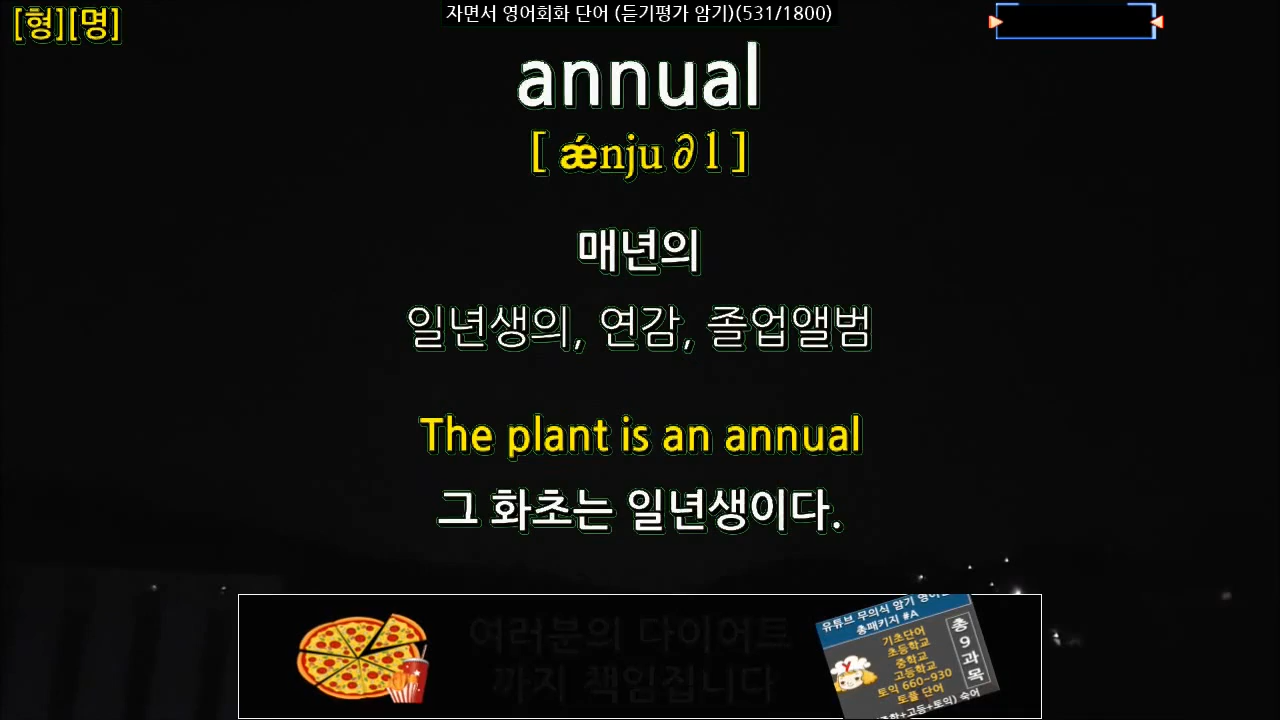 [형][명]
자면서 영어회화 단어 (듣기평가 암기)(531/1800)
annual
[ ǽnju∂l ]
매년의
일년생의, 연감, 졸업앨범
The plant is an annual
그 화초는 일년생이다.
여러분의 다이어트
까지 책임집니다
유튜브 무의식 암기
총패키지 #A
기초단어
초등학교
중학교
고등학교
토익 660~930
토플 단어
숙어
총
9
과
목